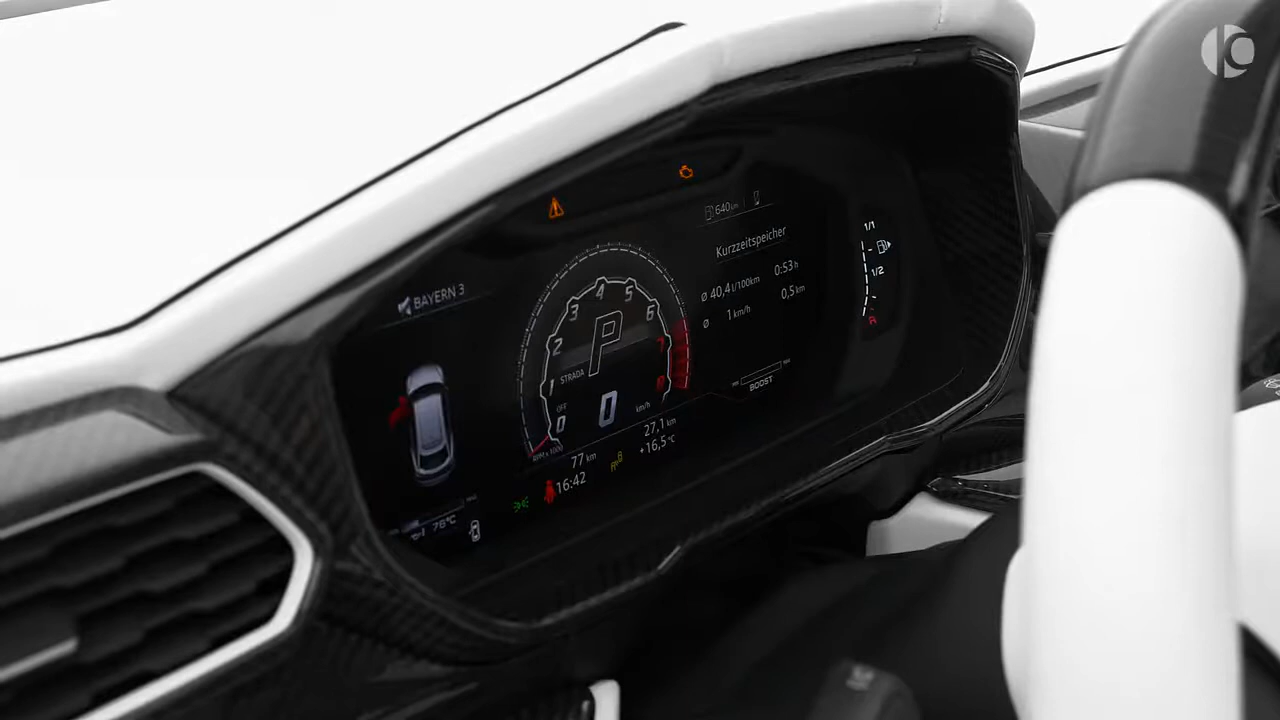 640 km
Kurzzeitspeicher
0:53 h
Ø 40,4 l/100km
0,5 km
Ø 1 km/h
1/1
1/2
R
BAYERN 3
4
3 5
2 6
P
1 7
STRADA
OFF 8
0 0 km/h
RPM x 1000
BOOST
77 km 27,1 km
16:42 +16,5 °C
76°C